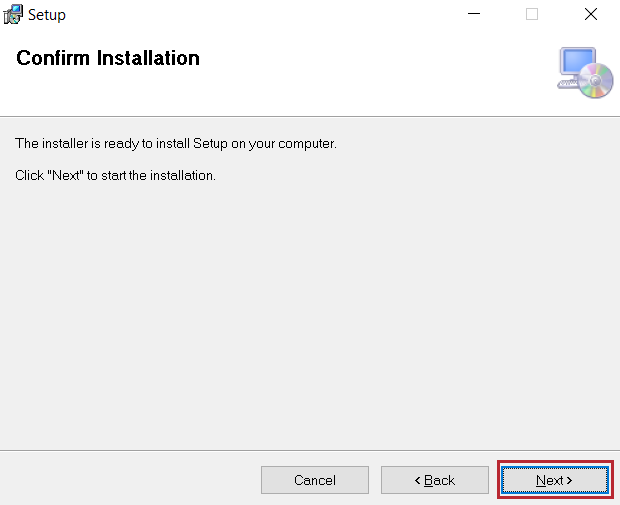 Setup
Confirm Installation
The installer is ready to install Setup on your computer.
Click "Next" to start the installation.
Cancel
< Back
Next >